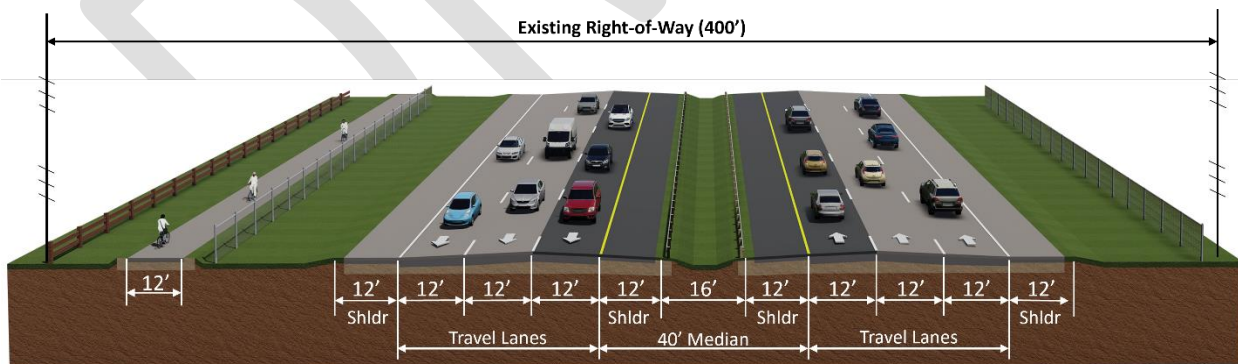 Existing Right-of-Way (400’)
12’ 12’ 12’ 12’ 12’ 12’ 16’ 12’ 12’ 12’ 12’ 12’
Shldr Shldr Shldr Shldr
Travel Lanes 40’ Median Travel Lanes